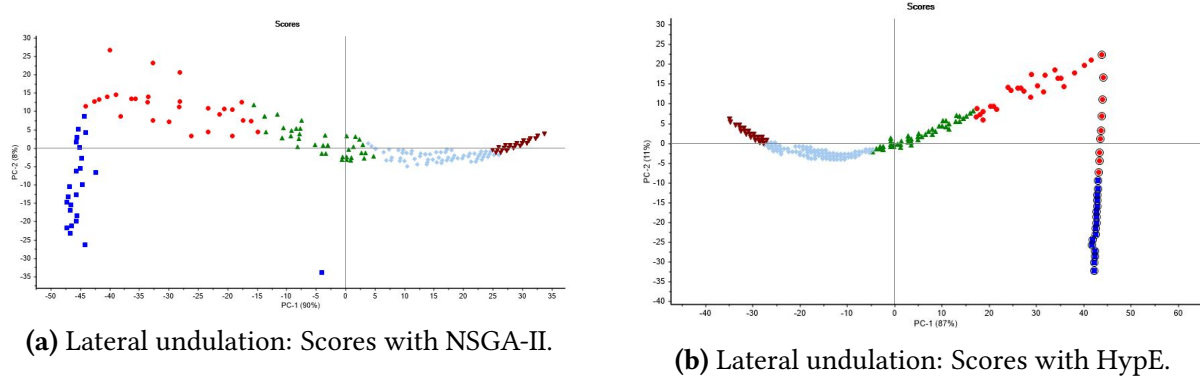 Scores
30
25
20
15
10
5
0
-5
-10
-15
-20
-25
-30
-35
PC-2 (8%)
-50 -45 -40 -35 -30 -25 -20 -15 -10 -5 0 5 10 15 20 25 30 35
PC-1 (90%)
(a) Lateral undulation: Scores with NSGA-II.
Scores
30
25
20
15
10
5
0
-5
-10
-15
-20
-25
-30
-35
-40
PC-2 (11%)
-40 -30 -20 -10 0 10 20 30 40 50 60
PC-1 (87%)
(b) Lateral undulation: Scores with HypE.